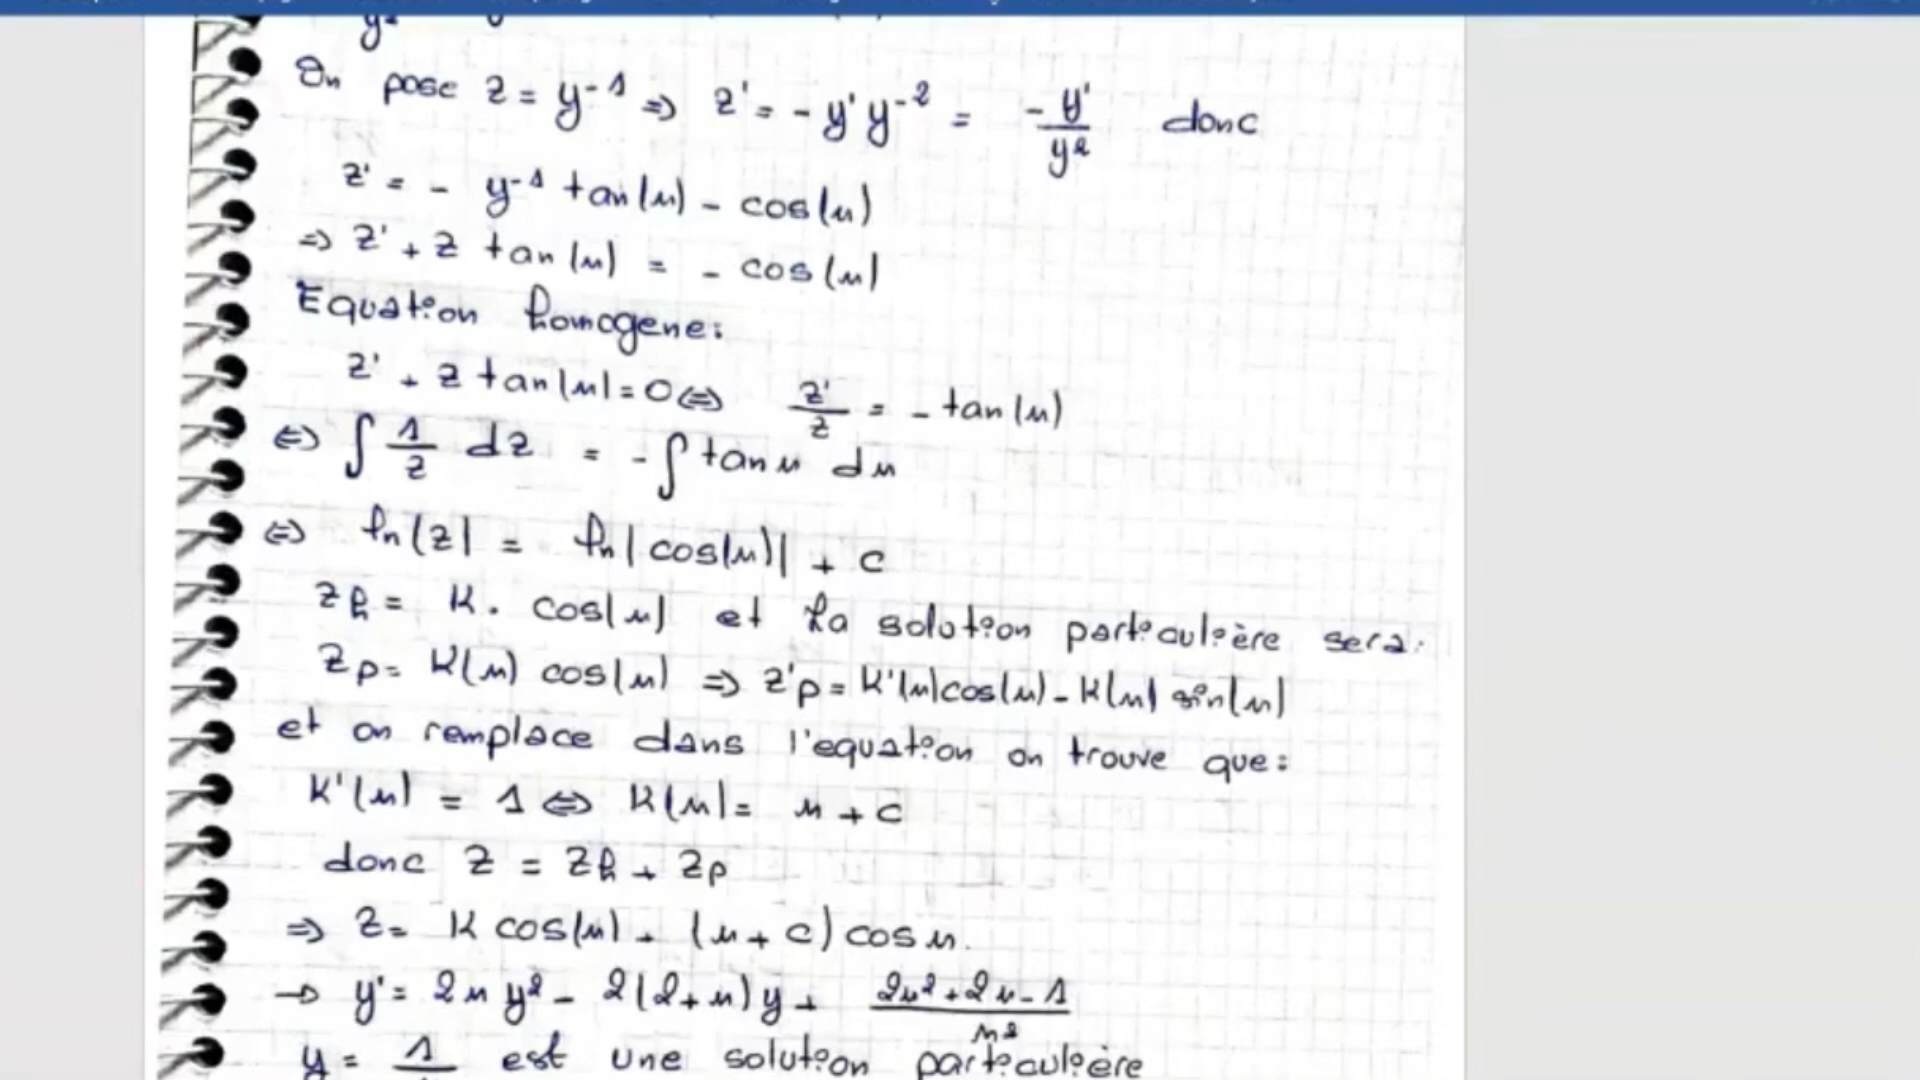 On pose z = y⁻¹ ⇒ z' = - y' y⁻² = - y'/y² donc
z' = - y⁻¹ tan(x) - cos(x)
⇒ z' + z tan(x) = - cos(x)
Equation homogene:
z' + z tan(x) = 0 ⇔ z'/z = - tan(x)
⇔ ∫ 1/z dz = - ∫ tan x dx
⇔ ln|z| = ln|cos(x)| + c
zh = K. cos(x) et la solution particulière sera:
zp = K(x) cos(x) ⇒ z'p = K'(x)cos(x) - K(x) sin(x)
et on remplace dans l'equation on trouve que:
K'(x) = 1 ⇔ K(x) = x + c
donc z = zh + zp
⇒ z = K cos(x) + (x + c) cos x.
→ y' = 2x y² - 2(2+x)y + (2x² + 2x - 1)/x²
y = 1/ est une solution particulière